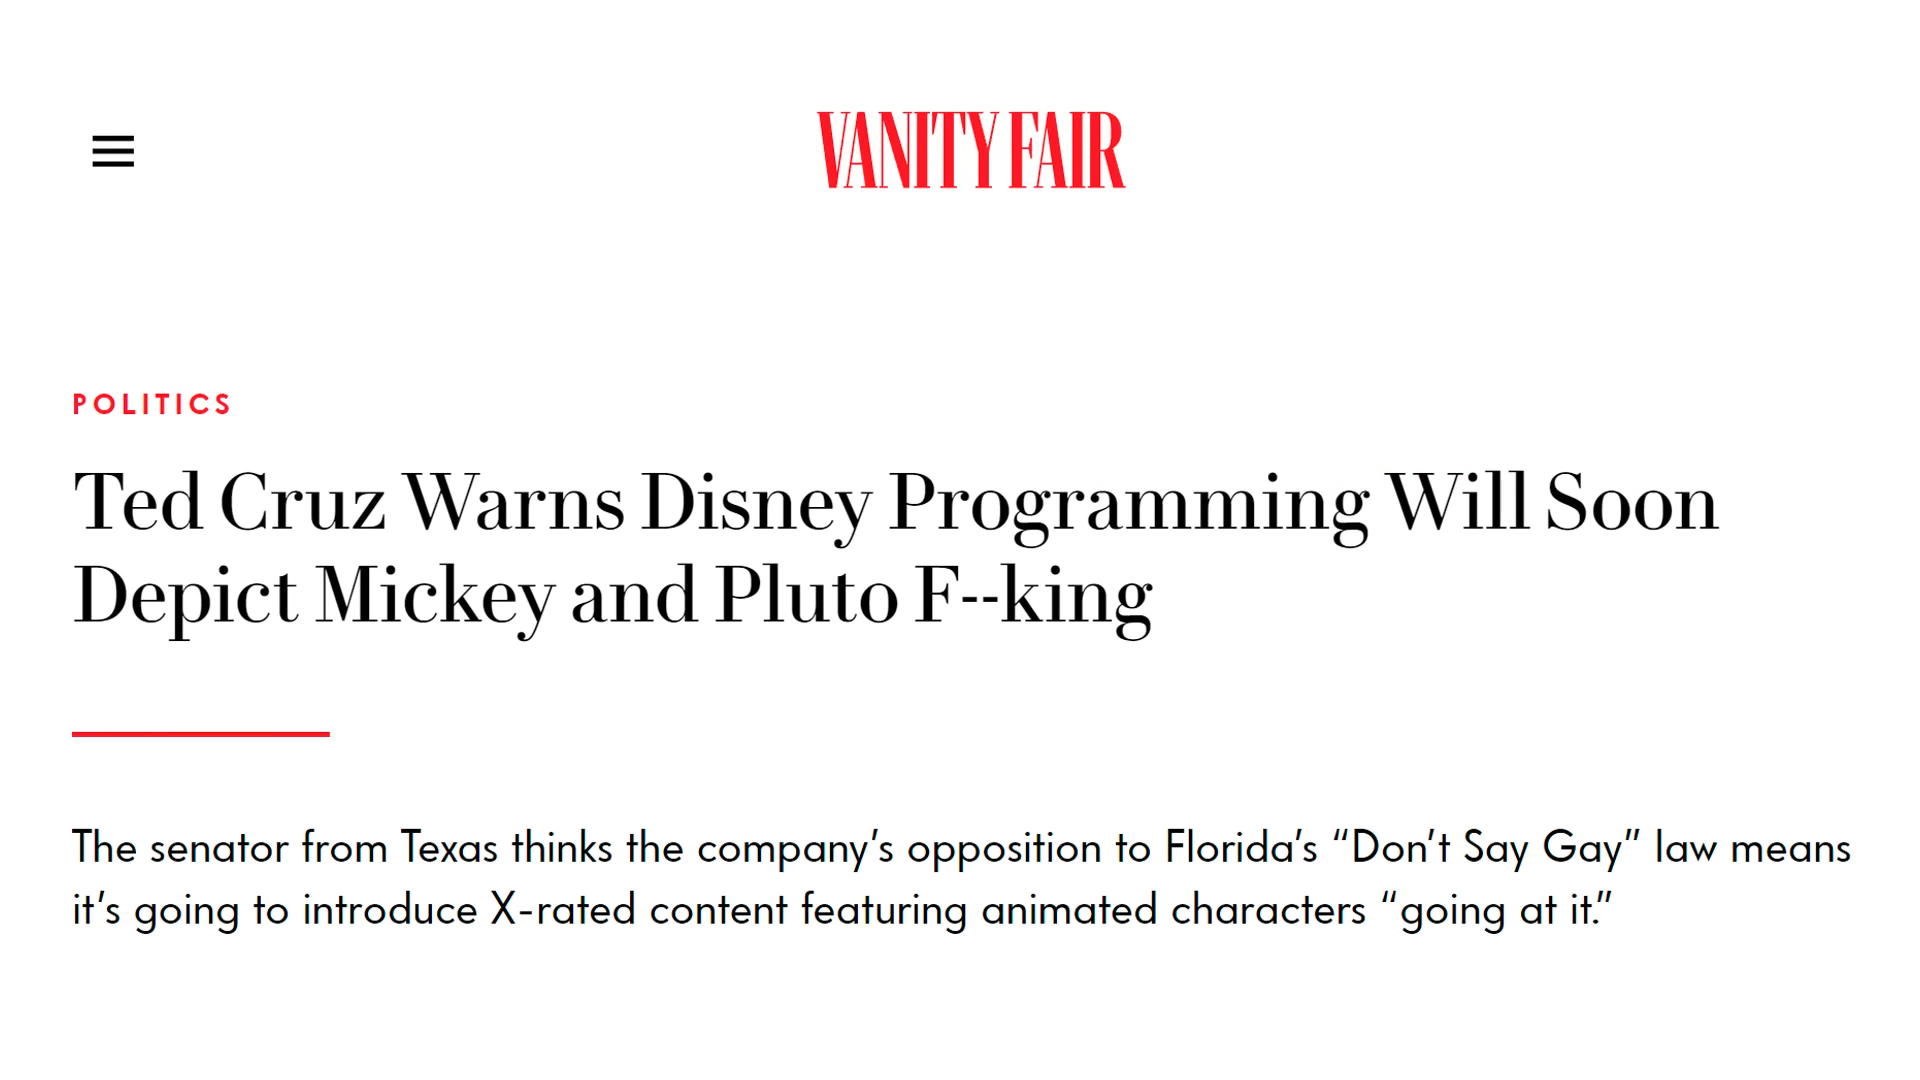 VANITY FAIR
POLITICS
Ted Cruz Warns Disney Programming Will Soon
Depict Mickey and Pluto F--king
The senator from Texas thinks the company’s opposition to Florida’s “Don’t Say Gay” law means
it’s going to introduce X-rated content featuring animated characters “going at it.”